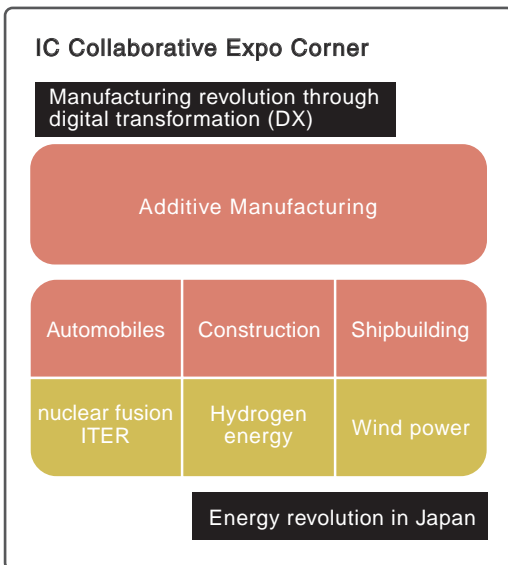 IC Collaborative Expo Corner
Manufacturing revolution through
digital transformation (DX)
Additive Manufacturing
Automobiles
Construction
Shipbuilding
nuclear fusion
ITER
Hydrogen
energy
Wind power
Energy revolution in Japan